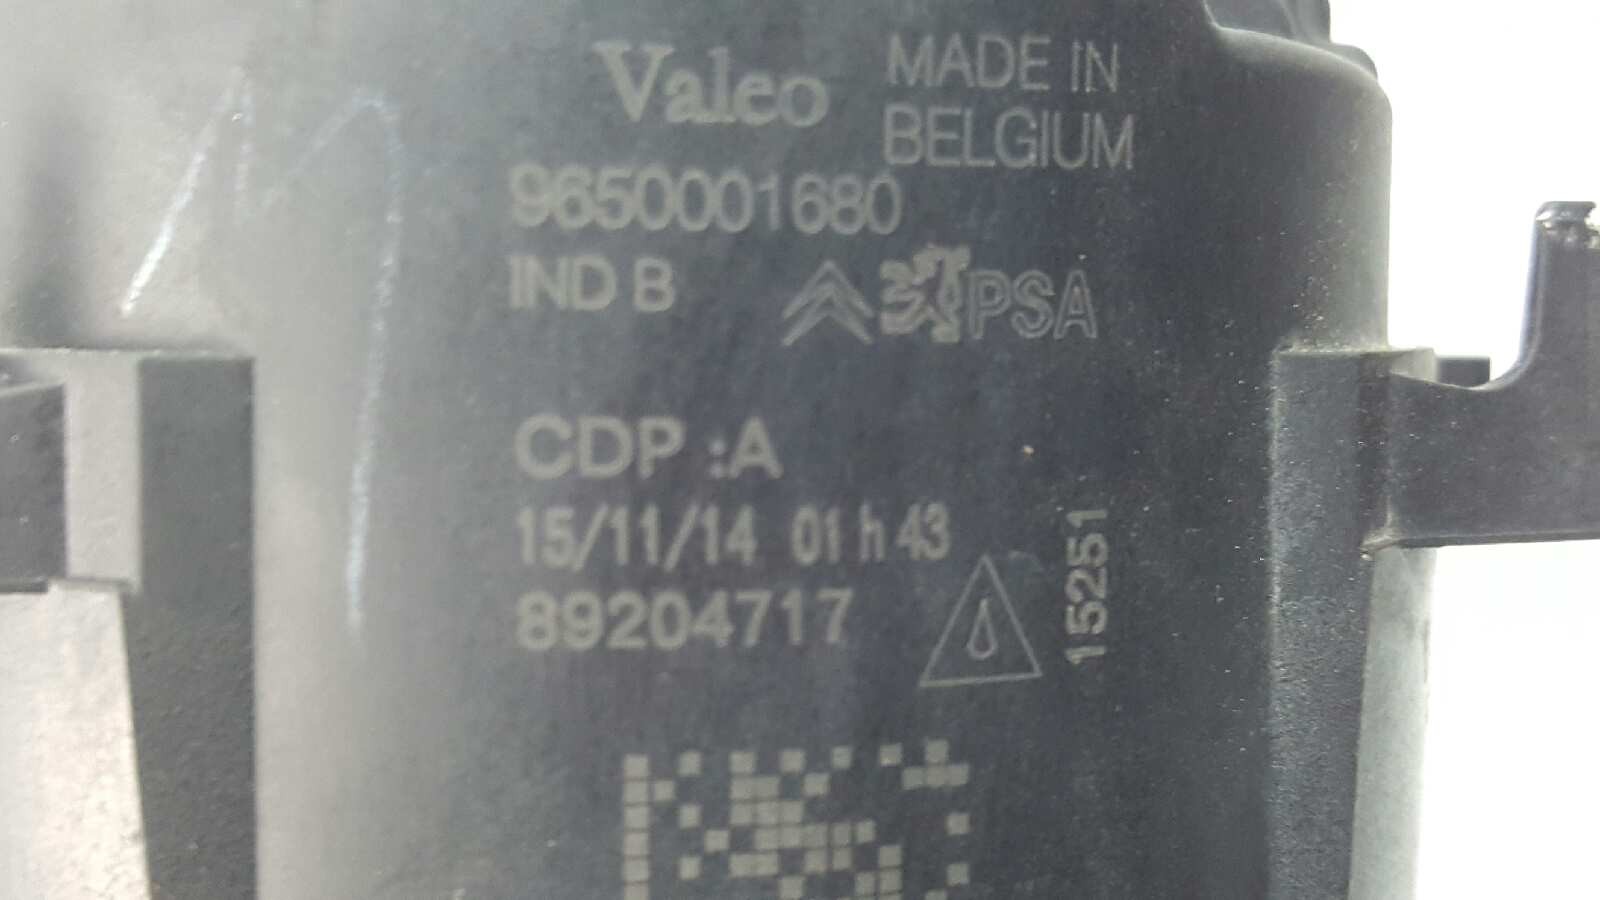 Valeo MADE IN
BELGIUM
9650001680
IND B PSA
CDP :A
15/11/14 01 h 43
89204717
15251